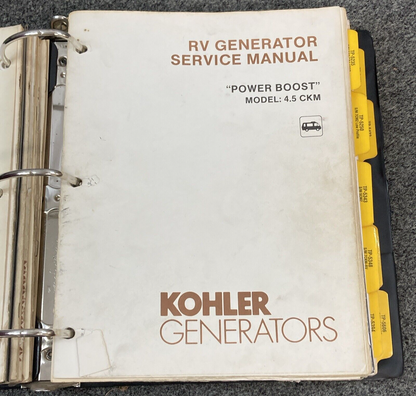 RV GENERATOR
SERVICE MANUAL
"POWER BOOST"
MODEL: 4.5 CKM
KOHLER
GENERATORS